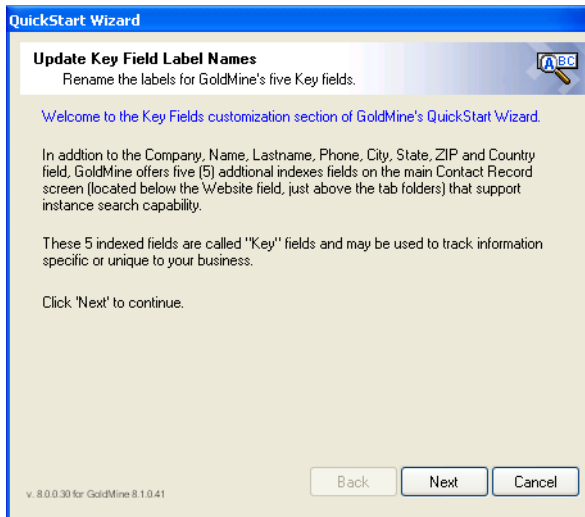 QuickStart Wizard
Update Key Field Label Names
Rename the labels for GoldMine's five Key fields.
ABC
Welcome to the Key Fields customization section of GoldMine's QuickStart Wizard.
In addtion to the Company, Name, Lastname, Phone, City, State, ZIP and Country
field, GoldMine offers five (5) addtional indexes fields on the main Contact Record
screen (located below the Website field, just above the tab folders) that support
instance search capability.
These 5 indexed fields are called "Key" fields and may be used to track information
specific or unique to your business.
Click 'Next' to continue.
Back
Next
Cancel
v. 8.0.0.30 for GoldMine 8.1.0.41